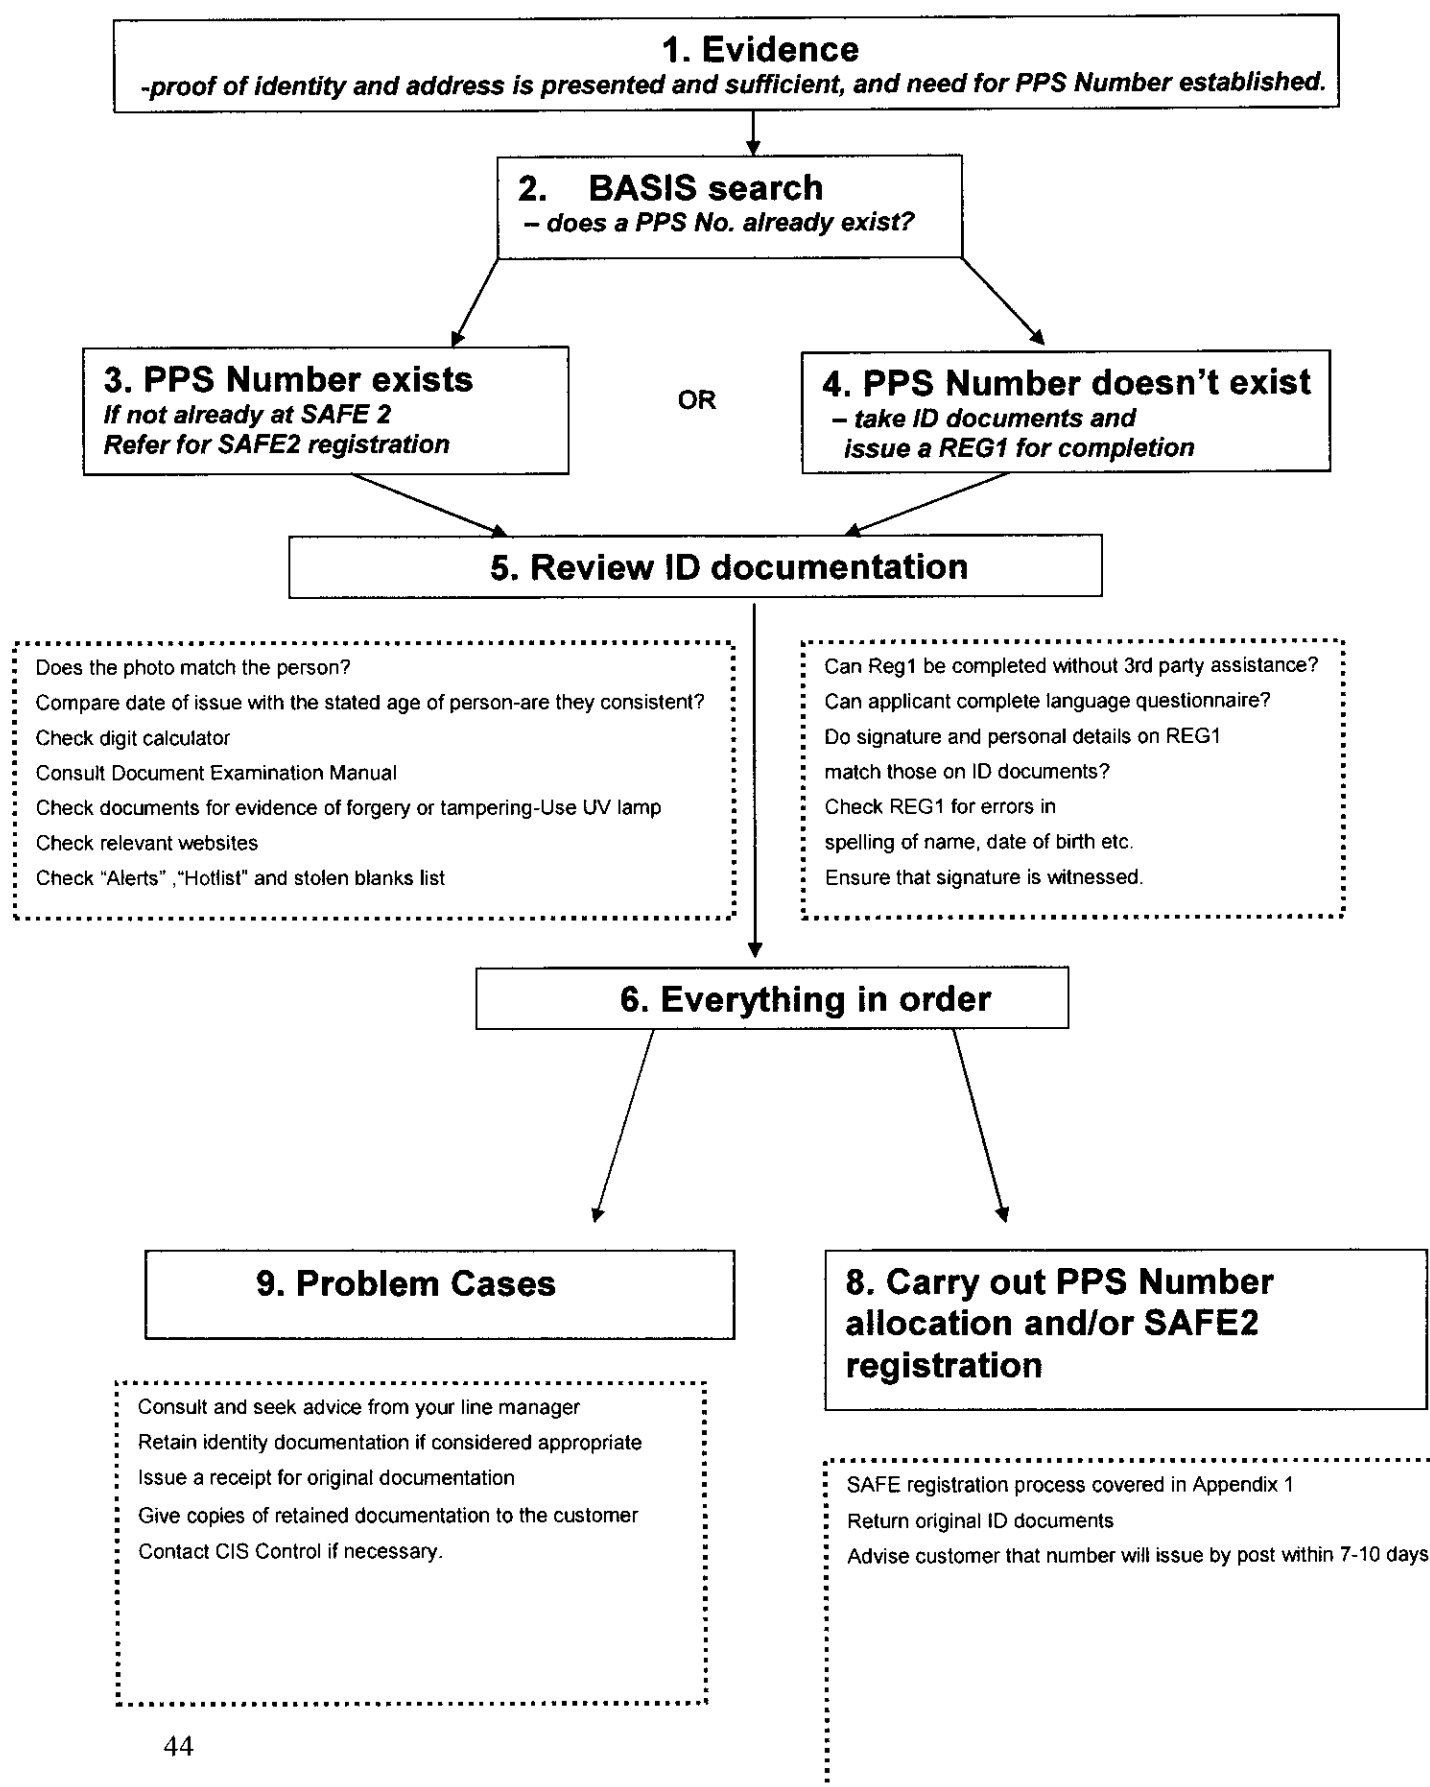 1. Evidence
-proof of identity and address is presented and sufficient, and need for PPS Number established.
2. BASIS search
– does a PPS No. already exist?
3. PPS Number exists
If not already at SAFE 2
Refer for SAFE2 registration
OR
4. PPS Number doesn't exist
– take ID documents and
issue a REG1 for completion
5. Review ID documentation
Does the photo match the person?
Compare date of issue with the stated age of person-are they consistent?
Check digit calculator
Consult Document Examination Manual
Check documents for evidence of forgery or tampering-Use UV lamp
Check relevant websites
Check "Alerts" ,"Hotlist" and stolen blanks list
Can Reg1 be completed without 3rd party assistance?
Can applicant complete language questionnaire?
Do signature and personal details on REG1
match those on ID documents?
Check REG1 for errors in
spelling of name, date of birth etc.
Ensure that signature is witnessed.
6. Everything in order
9. Problem Cases
Consult and seek advice from your line manager
Retain identity documentation if considered appropriate
Issue a receipt for original documentation
Give copies of retained documentation to the customer
Contact CIS Control if necessary.
8. Carry out PPS Number
allocation and/or SAFE2
registration
SAFE registration process covered in Appendix 1
Return original ID documents
Advise customer that number will issue by post within 7-10 days
44